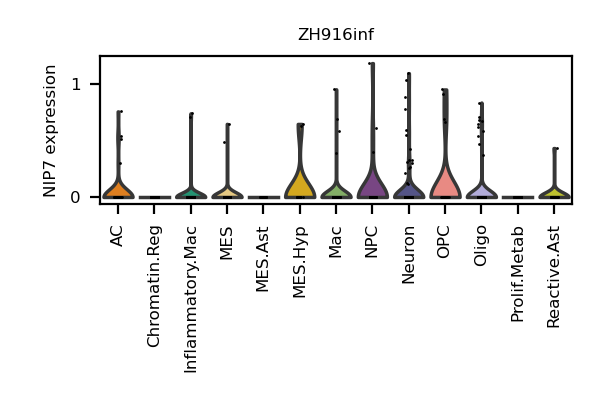 ZH916inf
NIP7 expression
1
0
AC
Chromatin.Reg
Inflammatory.Mac
MES
MES.Ast
MES.Hyp
Mac
NPC
Neuron
OPC
Oligo
Prolif.Metab
Reactive.Ast